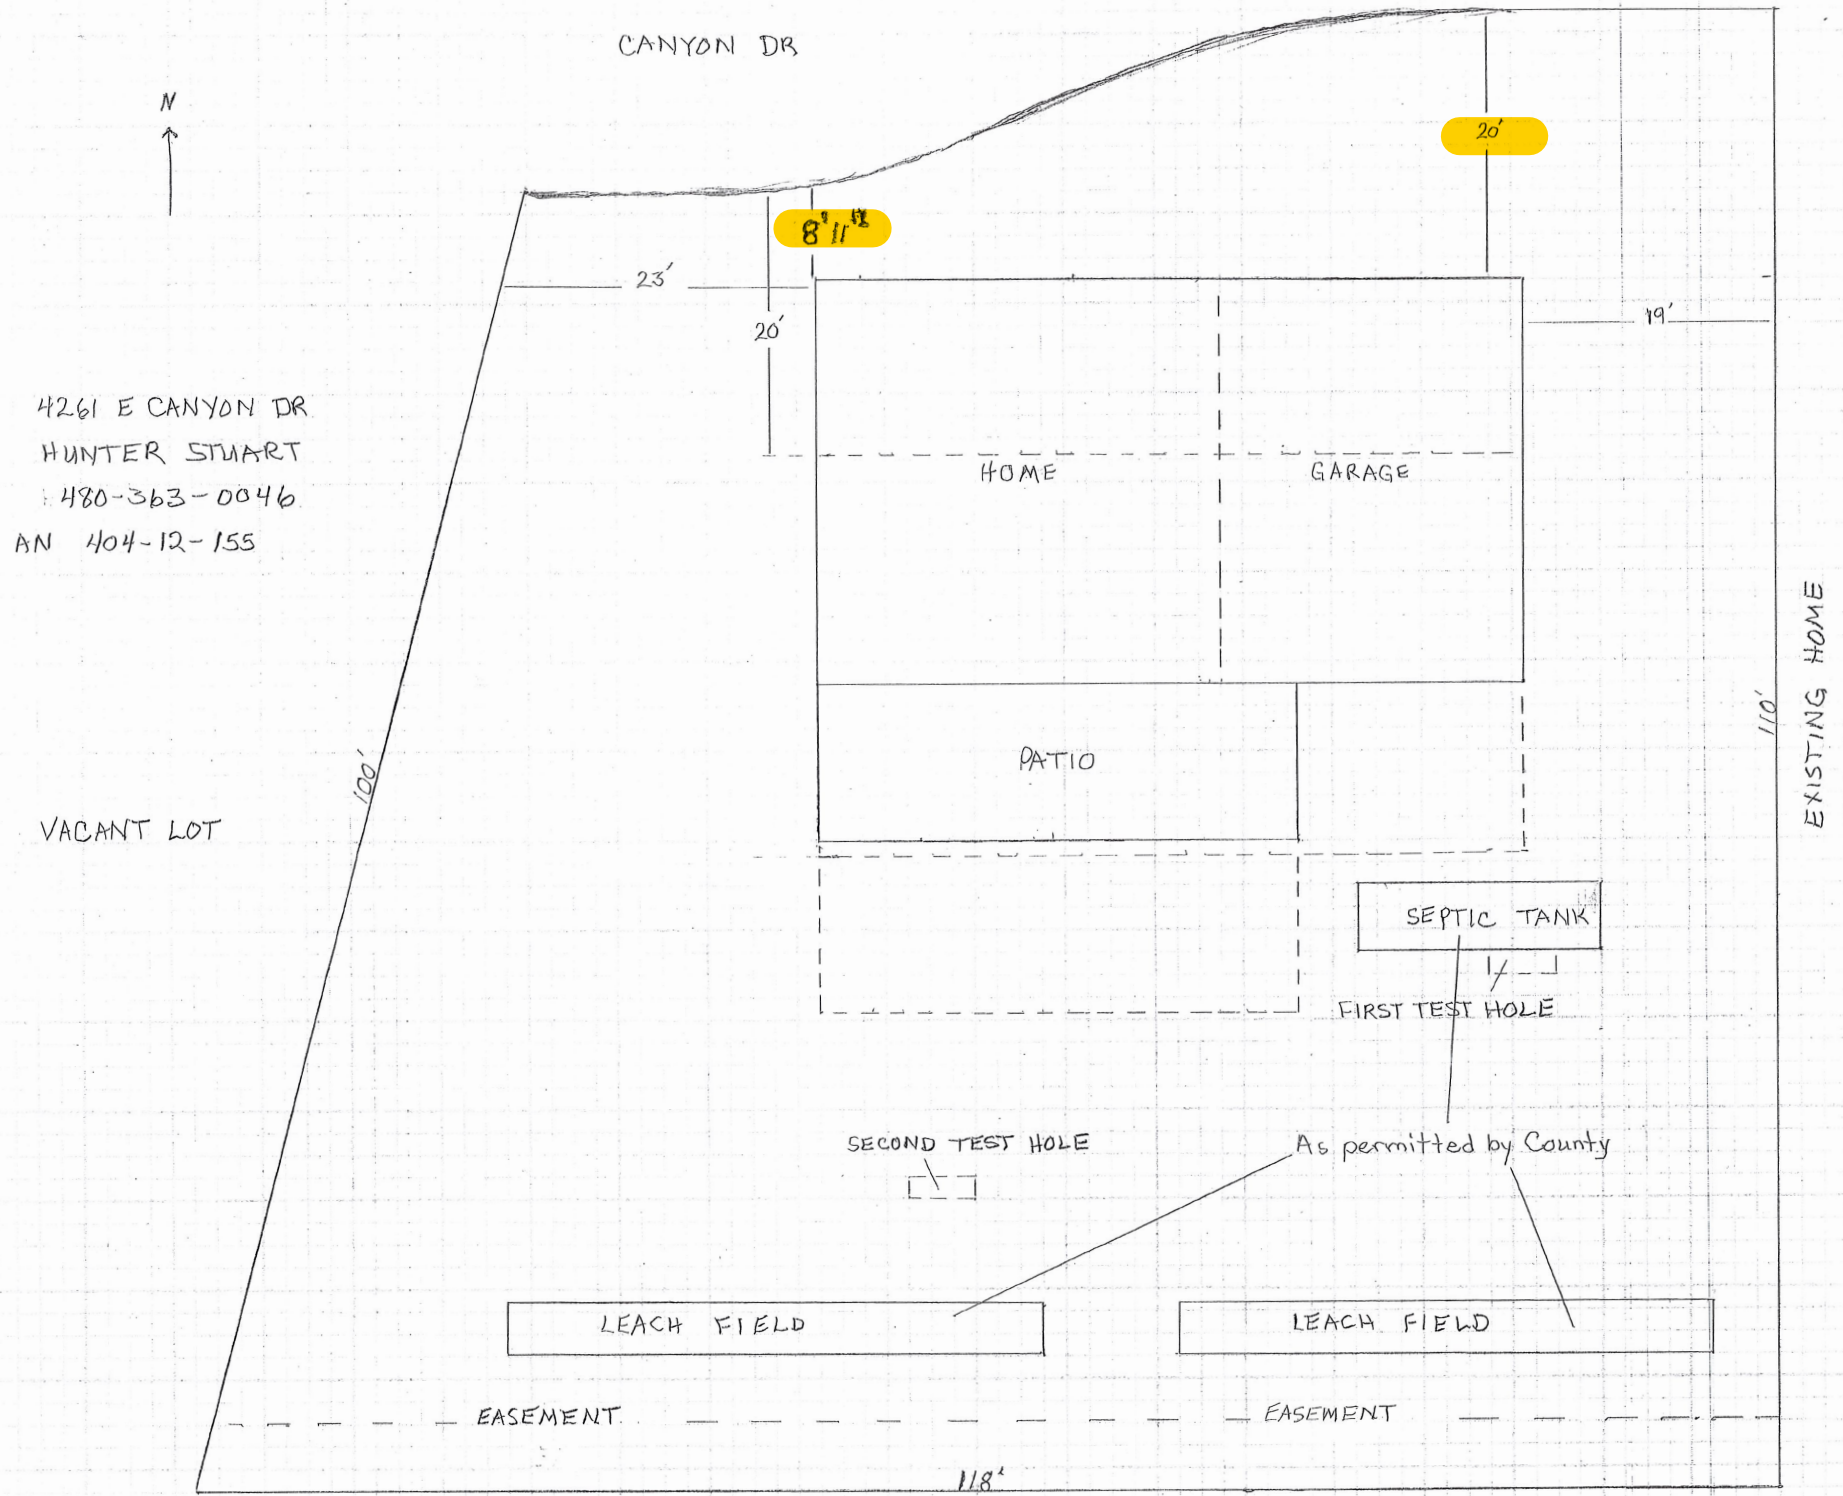 CANYON DR
N
20'
8'11"
23'
20'
19'
4261 E CANYON DR
HUNTER STUART
480-363-0046
AN 404-12-155
HOME
GARAGE
EXISTING HOME
110'
PATIO
100'
VACANT LOT
SEPTIC TANK
FIRST TEST HOLE
SECOND TEST HOLE
As permitted by County
LEACH FIELD
LEACH FIELD
EASEMENT
EASEMENT
118'